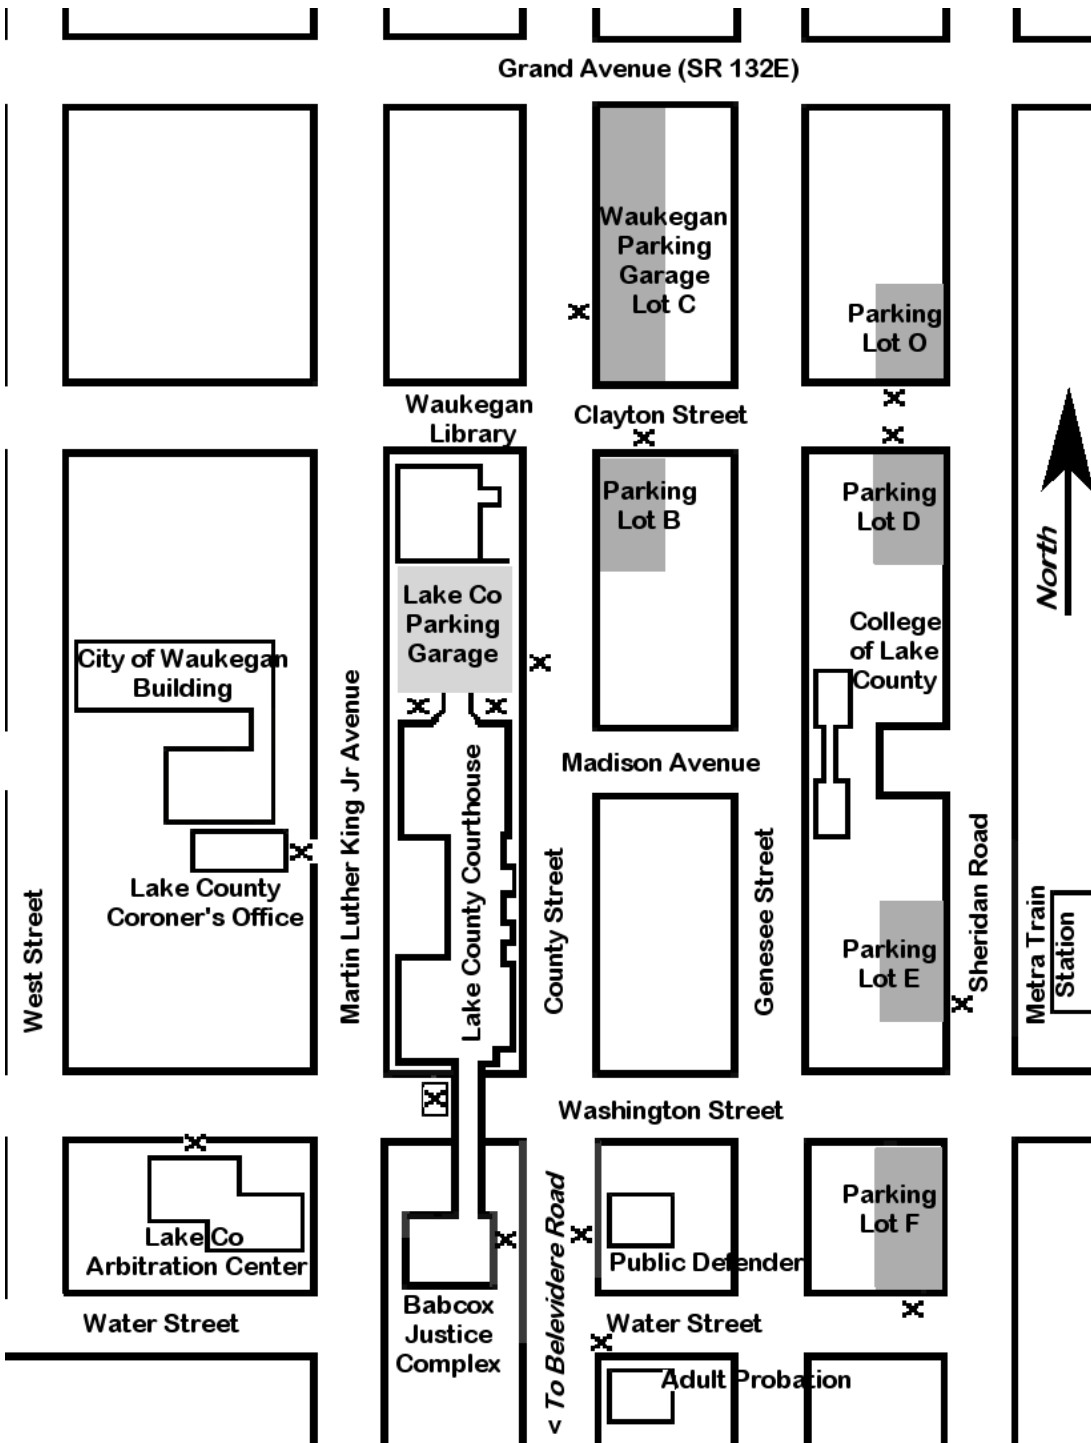 Grand Avenue (SR 132E)
Waukegan
Parking
Garage
Lot C
Parking
Lot O
Waukegan
Library
Clayton Street
Parking
Lot B
Parking
Lot D
North
Lake Co
Parking
Garage
College
of Lake
County
City of Waukegan
Building
Martin Luther King Jr Avenue
Lake County Courthouse
Madison Avenue
Lake County
Coroner's Office
West Street
County Street
Genesee Street
Sheridan Road
Parking
Lot E
Metra Train
Station
Washington Street
Lake Co
Arbitration Center
< To Belevidere Road
Public Defender
Parking
Lot F
Water Street
Babcox
Justice
Complex
Water Street
Adult Probation